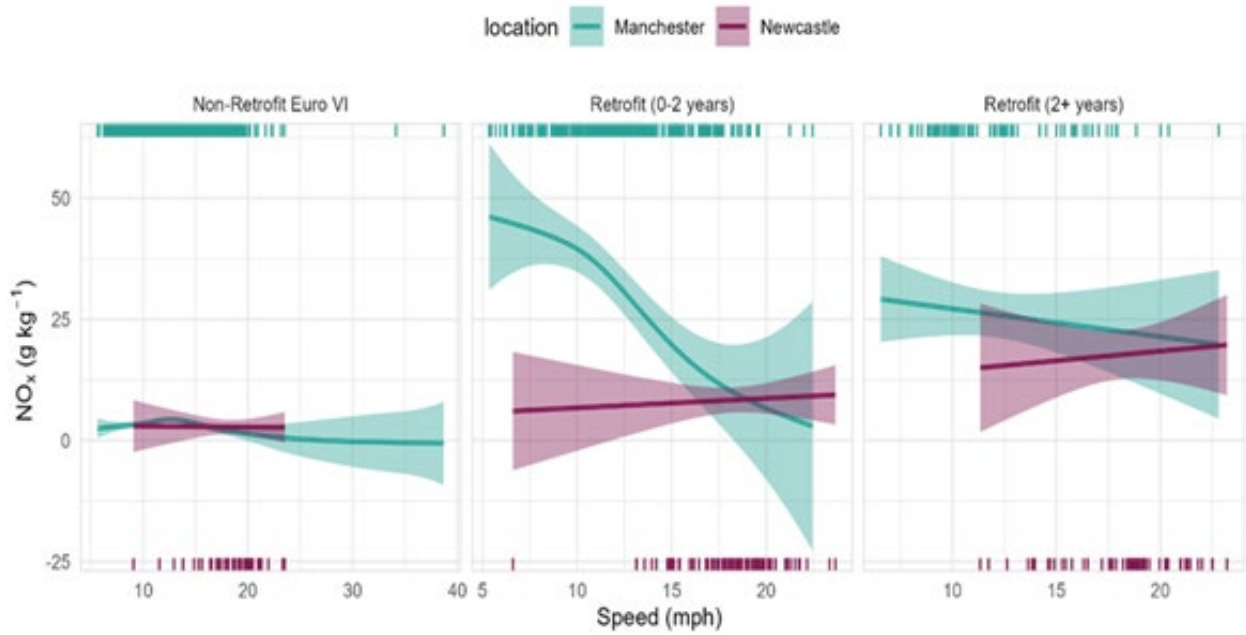 location Manchester Newcastle
Non-Retrofit Euro VI Retrofit (0-2 years) Retrofit (2+ years)
50
25
0
-25
NOₓ (g kg⁻¹)
10 20 30 40 5 10 15 20 10 15 20
Speed (mph)